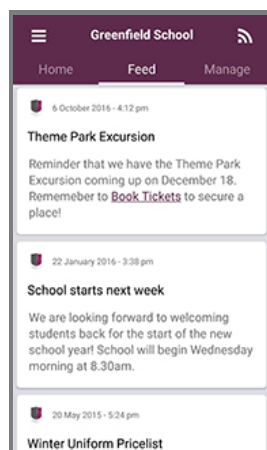 Greenfield School
Home Feed Manage
6 October 2016 - 4:12 pm
Theme Park Excursion
Reminder that we have the Theme Park
Excursion coming up on December 18.
Rememeber to Book Tickets to secure a
place!
22 January 2016 - 3:38 pm
School starts next week
We are looking forward to welcoming
students back for the start of the new
school year! School will begin Wednesday
morning at 8.30am.
20 May 2015 - 5:24 pm
Winter Uniform Pricelist